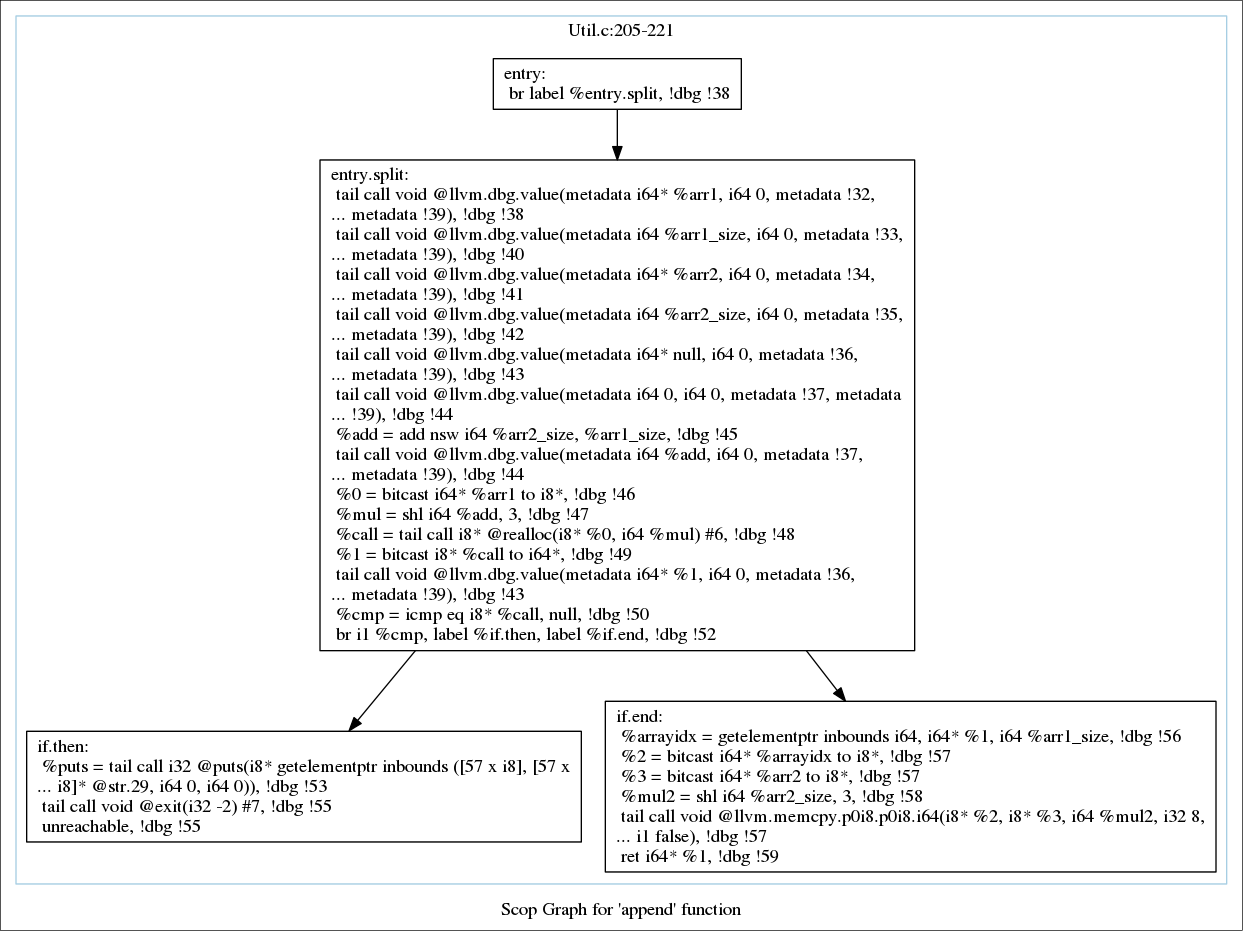 Util.c:205-221
entry:
br label %entry.split, !dbg !38
entry.split:
tail call void @llvm.dbg.value(metadata i64* %arr1, i64 0, metadata !32,
... metadata !39), !dbg !38
tail call void @llvm.dbg.value(metadata i64 %arr1_size, i64 0, metadata !33,
... metadata !39), !dbg !40
tail call void @llvm.dbg.value(metadata i64* %arr2, i64 0, metadata !34,
... metadata !39), !dbg !41
tail call void @llvm.dbg.value(metadata i64 %arr2_size, i64 0, metadata !35,
... metadata !39), !dbg !42
tail call void @llvm.dbg.value(metadata i64* null, i64 0, metadata !36,
... metadata !39), !dbg !43
tail call void @llvm.dbg.value(metadata i64 0, i64 0, metadata !37, metadata
... !39), !dbg !44
%add = add nsw i64 %arr2_size, %arr1_size, !dbg !45
tail call void @llvm.dbg.value(metadata i64 %add, i64 0, metadata !37,
... metadata !39), !dbg !44
%0 = bitcast i64* %arr1 to i8*, !dbg !46
%mul = shl i64 %add, 3, !dbg !47
%call = tail call i8* @realloc(i8* %0, i64 %mul) #6, !dbg !48
%1 = bitcast i8* %call to i64*, !dbg !49
tail call void @llvm.dbg.value(metadata i64* %1, i64 0, metadata !36,
... metadata !39), !dbg !43
%cmp = icmp eq i8* %call, null, !dbg !50
br i1 %cmp, label %if.then, label %if.end, !dbg !52
if.then:
%puts = tail call i32 @puts(i8* getelementptr inbounds ([57 x i8], [57 x
... i8]* @str.29, i64 0, i64 0)), !dbg !53
tail call void @exit(i32 -2) #7, !dbg !55
unreachable, !dbg !55
if.end:
%arrayidx = getelementptr inbounds i64, i64* %1, i64 %arr1_size, !dbg !56
%2 = bitcast i64* %arrayidx to i8*, !dbg !57
%3 = bitcast i64* %arr2 to i8*, !dbg !57
%mul2 = shl i64 %arr2_size, 3, !dbg !58
tail call void @llvm.memcpy.p0i8.p0i8.i64(i8* %2, i8* %3, i64 %mul2, i32 8,
... i1 false), !dbg !57
ret i64* %1, !dbg !59
Scop Graph for 'append' function